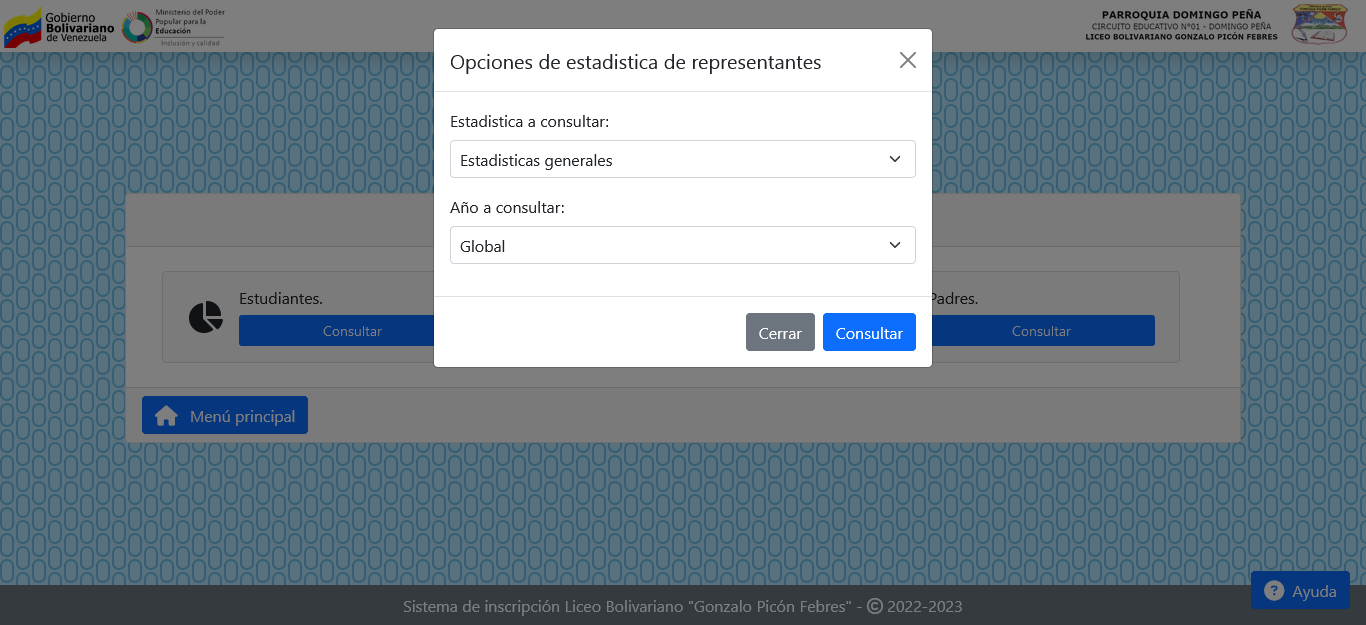 Gobierno
Bolivariano
de Venezuela
Ministerio del Poder
Popular para la
Educación
Inclusión y calidad
PARROQUIA DOMINGO PEÑA
CIRCUITO EDUCATIVO N°01 - DOMINGO PEÑA
LICEO BOLIVARIANO GONZALO PICÓN FEBRES
Opciones de estadistica de representantes
Estadistica a consultar:
Estadisticas generales
Año a consultar:
Global
Cerrar Consultar
Estudiantes.
Consultar
Padres.
Consultar
Menú principal
Ayuda
Sistema de inscripción Liceo Bolivariano "Gonzalo Picón Febres" - © 2022-2023